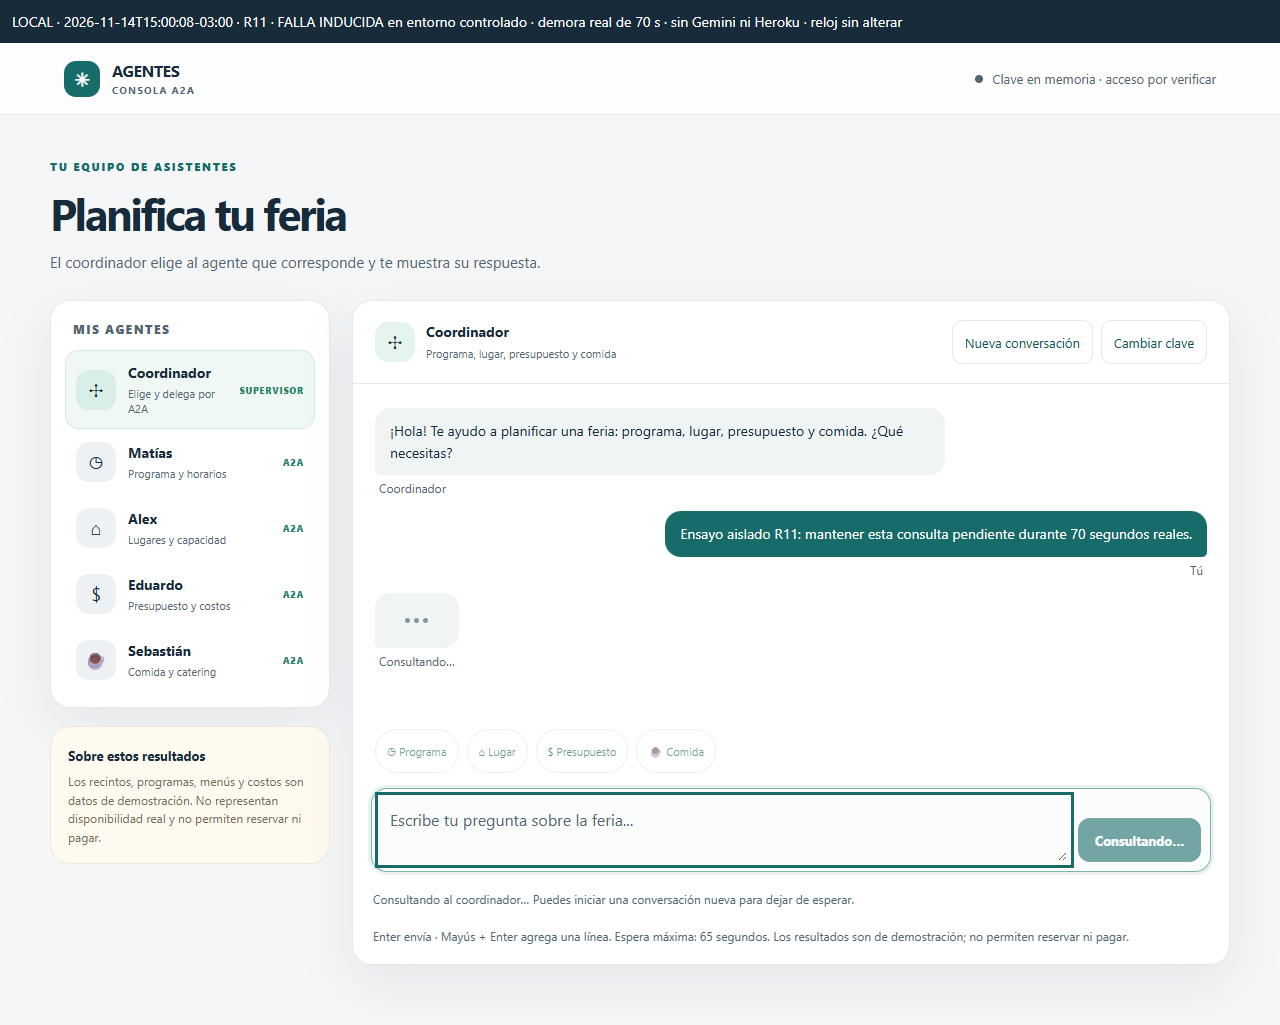 LOCAL · 2026-11-14T15:00:08-03:00 · R11 · FALLA INDUCIDA en entorno controlado · demora real de 70 s · sin Gemini ni Heroku · reloj sin alterar
AGENTES
CONSOLA A2A
Clave en memoria · acceso por verificar
TU EQUIPO DE ASISTENTES
Planifica tu feria
El coordinador elige al agente que corresponde y te muestra su respuesta.
MIS AGENTES
Coordinador
Elige y delega por
A2A
SUPERVISOR
Matías
Programa y horarios
A2A
Alex
Lugares y capacidad
A2A
Eduardo
Presupuesto y costos
A2A
Sebastián
Comida y catering
A2A
Sobre estos resultados
Los recintos, programas, menús y costos son
datos de demostración. No representan
disponibilidad real y no permiten reservar ni
pagar.
Coordinador
Programa, lugar, presupuesto y comida
Nueva conversación
Cambiar clave
¡Hola! Te ayudo a planificar una feria: programa, lugar, presupuesto y comida. ¿Qué
necesitas?
Coordinador
Ensayo aislado R11: mantener esta consulta pendiente durante 70 segundos reales.
Tú
Consultando...
Programa
Lugar
$ Presupuesto
Comida
Escribe tu pregunta sobre la feria...
Consultando...
Consultando al coordinador... Puedes iniciar una conversación nueva para dejar de esperar.
Enter envía · Mayús + Enter agrega una línea. Espera máxima: 65 segundos. Los resultados son de demostración; no permiten reservar ni pagar.